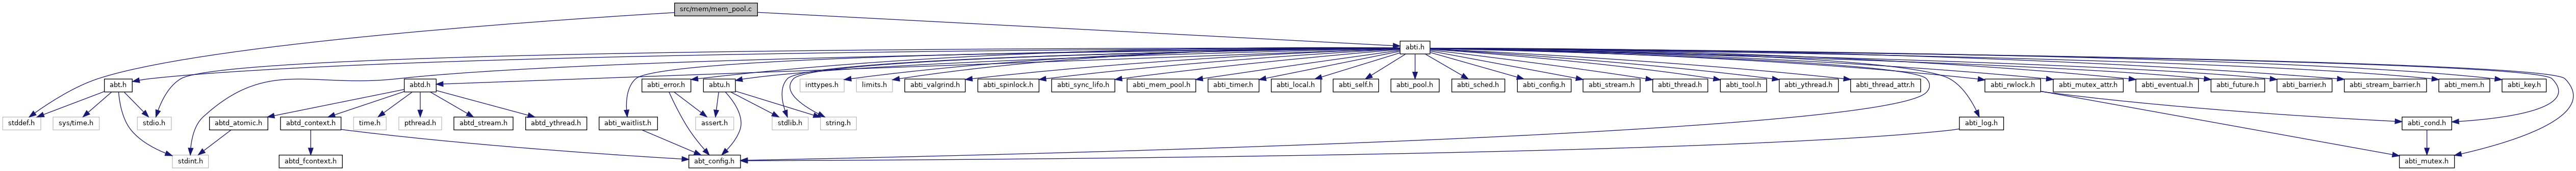 src/mem/mem_pool.c
abti.h
abt.h
abtd.h
abti_error.h
abtu.h
inttypes.h
limits.h
abti_valgrind.h
abti_spinlock.h
abti_sync_lifo.h
abti_mem_pool.h
abti_timer.h
abti_local.h
abti_self.h
abti_pool.h
abti_sched.h
abti_config.h
abti_stream.h
abti_thread.h
abti_tool.h
abti_ythread.h
abti_thread_attr.h
abti_rwlock.h
abti_mutex_attr.h
abti_eventual.h
abti_future.h
abti_barrier.h
abti_stream_barrier.h
abti_mem.h
abti_key.h
stddef.h
sys/time.h
stdio.h
abtd_atomic.h
abtd_context.h
time.h
pthread.h
abtd_stream.h
abtd_ythread.h
abti_waitlist.h
assert.h
stdlib.h
string.h
abti_log.h
abti_cond.h
stdint.h
abtd_fcontext.h
abt_config.h
abti_mutex.h